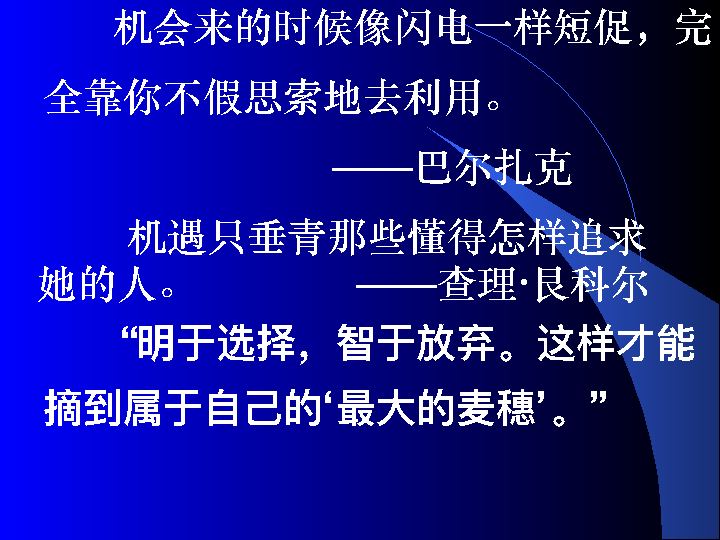 机会来的时候像闪电一样短促，完
全靠你不假思索地去利用。
——巴尔扎克
机遇只垂青那些懂得怎样追求
她的人。 ——查理·艮科尔
“明于选择，智于放弃。这样才能
摘到属于自己的‘最大的麦穗’。”